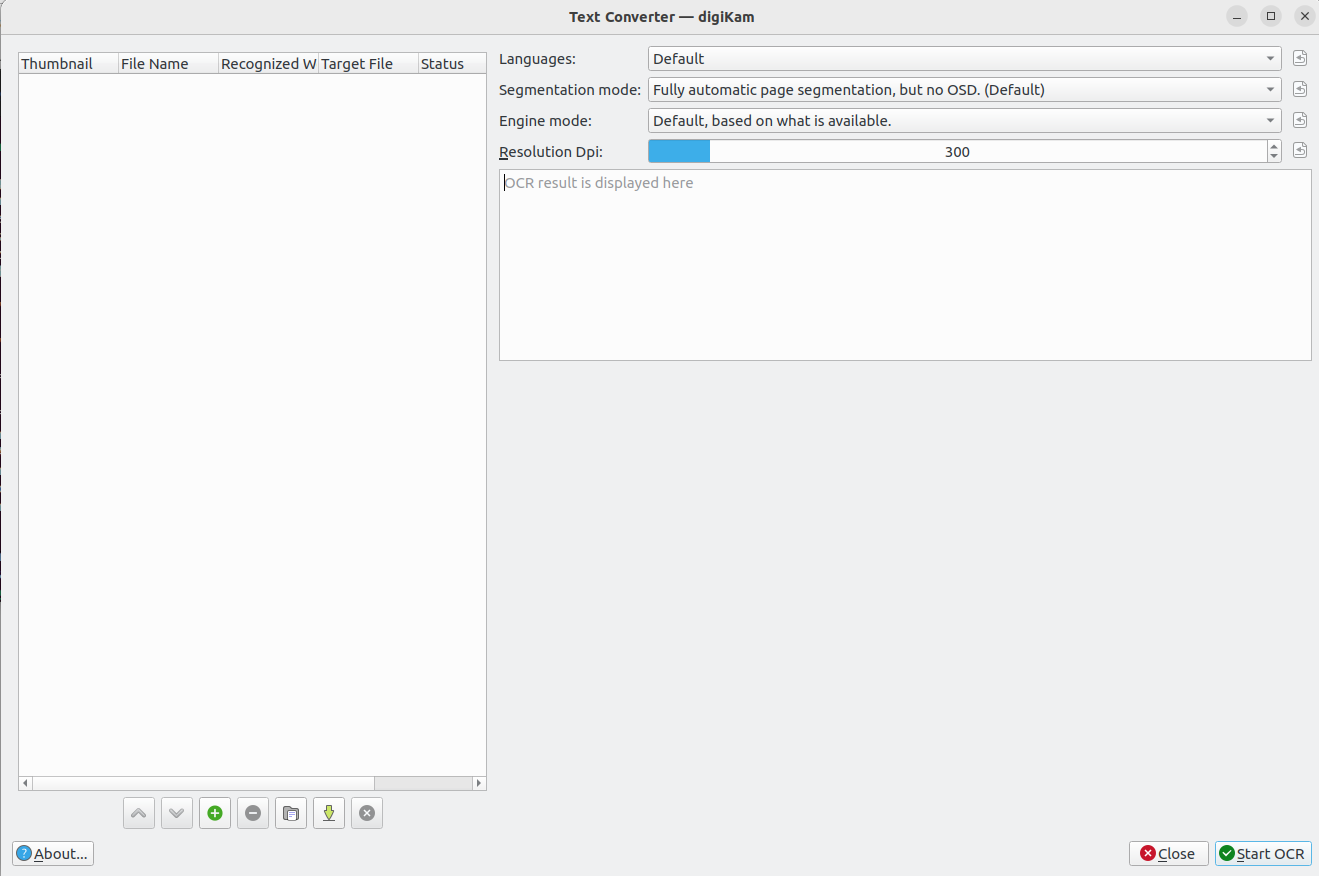 Text Converter — digiKam
Thumbnail File Name Recognized W Target File Status
Languages: Default
Segmentation mode: Fully automatic page segmentation, but no OSD. (Default)
Engine mode: Default, based on what is available.
Resolution Dpi: 300
OCR result is displayed here
About...
Close
Start OCR